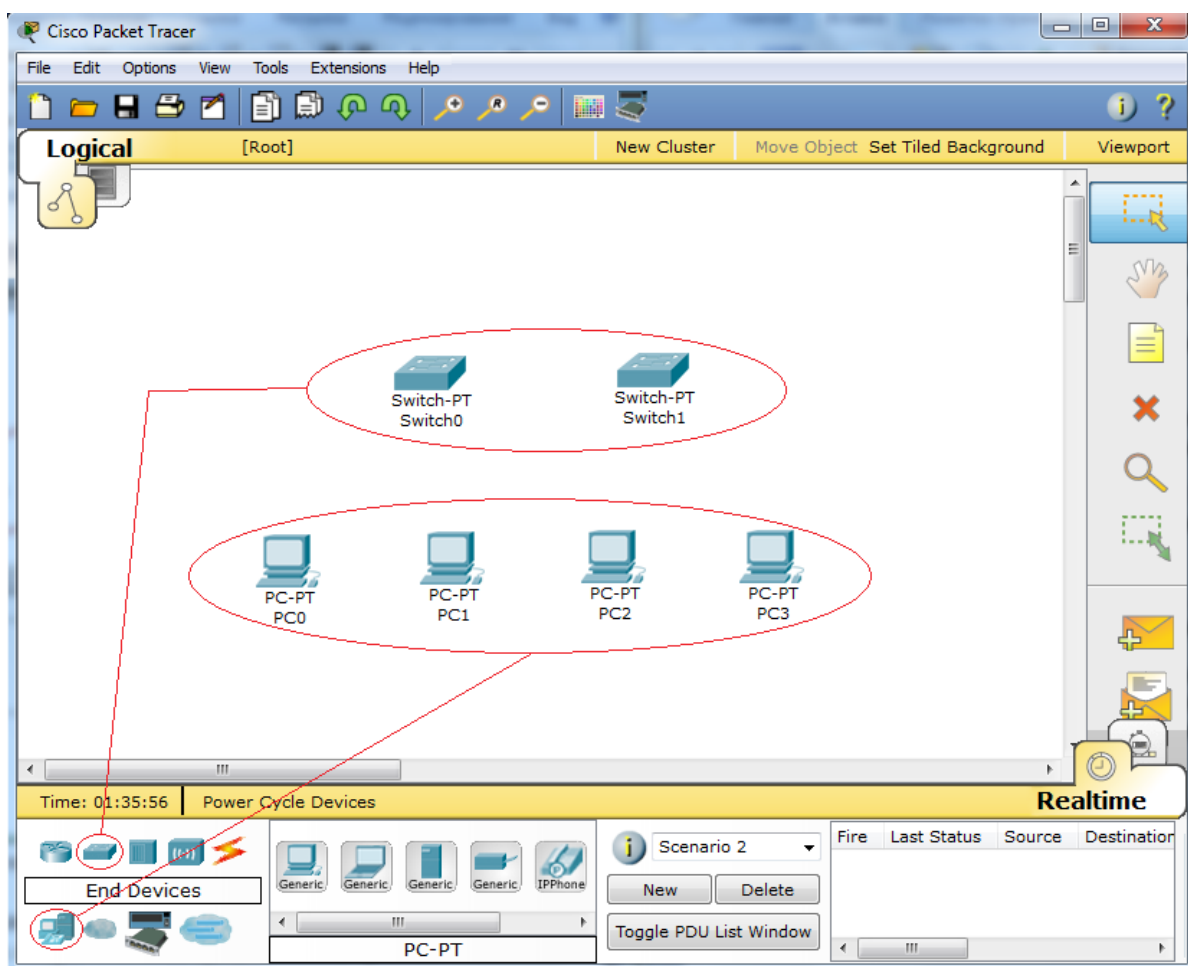 Cisco Packet Tracer
File Edit Options View Tools Extensions Help
Logical [Root] New Cluster Move Object Set Tiled Background Viewport
Switch-PT
Switch0
Switch-PT
Switch1
PC-PT
PC0
PC-PT
PC1
PC-PT
PC2
PC-PT
PC3
Time: 01:35:56 Power Cycle Devices Realtime
End Devices
Generic Generic Generic Generic IPPhone
PC-PT
Scenario 2
New Delete
Toggle PDU List Window
Fire Last Status Source Destination